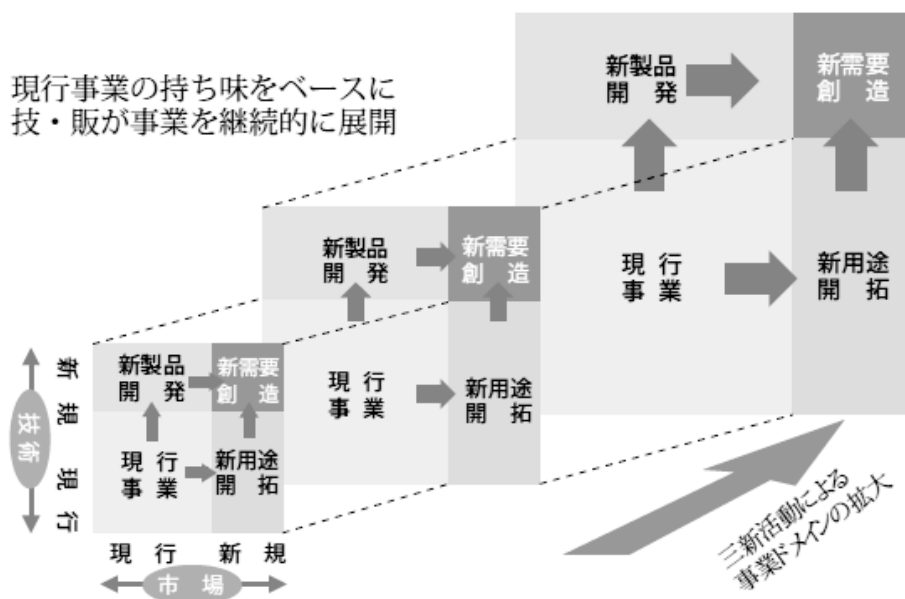 現行事業の持ち味をベースに
技・販が事業を継続的に展開
新製品
開発
新需要
創造
現行
事業
新用途
開拓
新製品
開発
新需要
創造
現行
事業
新用途
開拓
新製品
開発
新需要
創造
現行
事業
新用途
開拓
新規
現行
技術
現行
新規
市場
三新活動による
事業ドメインの拡大